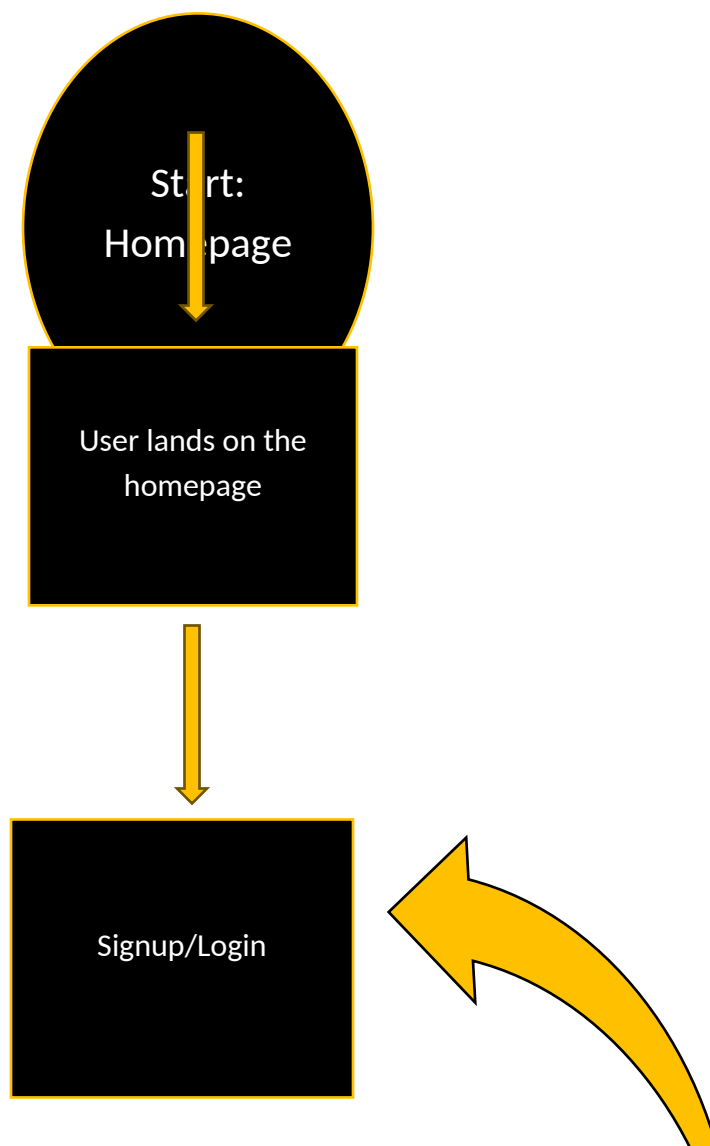 Start:
Homepage
User lands on the
homepage
Signup/Login